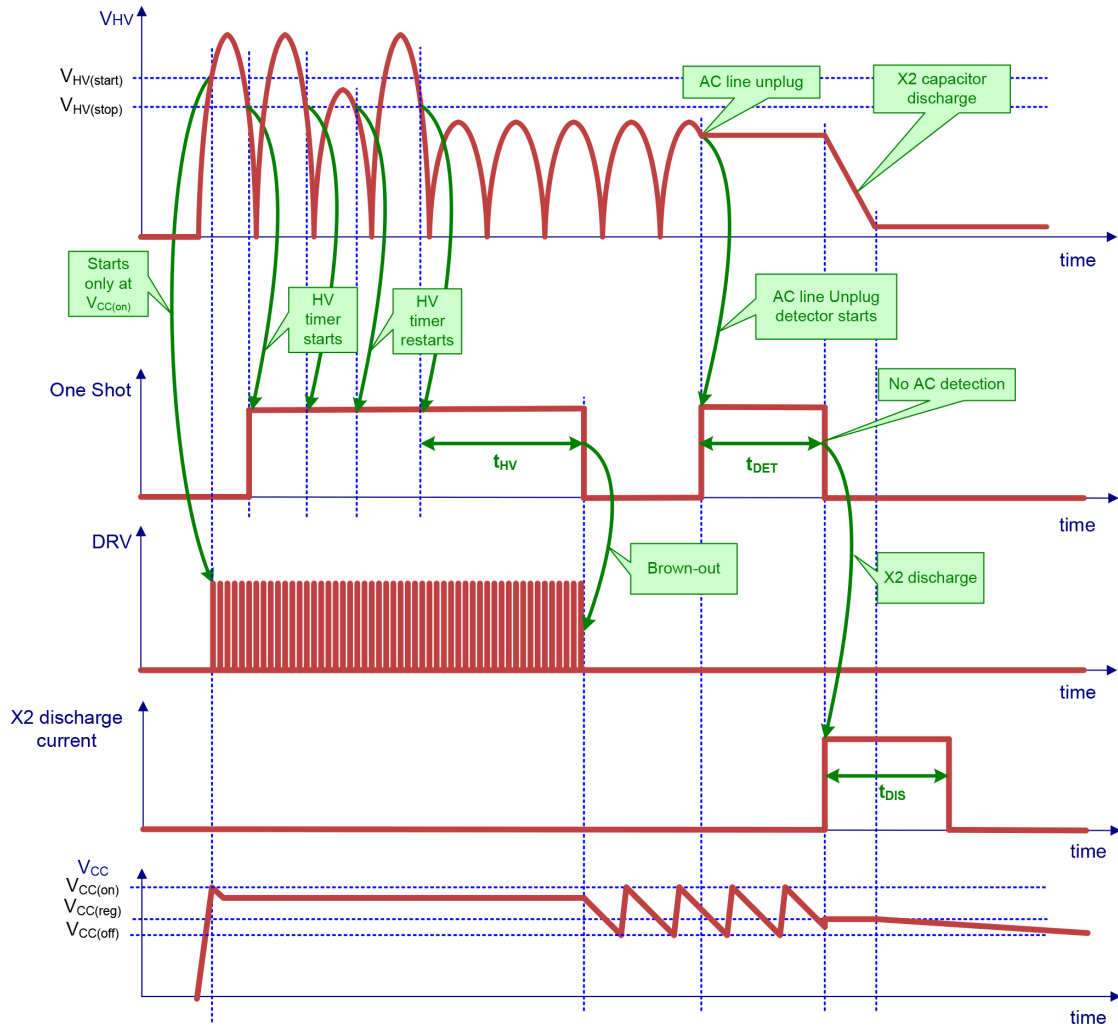 VHV
VHV(start)
VHV(stop)
AC line unplug
X2 capacitor
discharge
time
Starts
only at
VCC(on)
HV
timer
starts
HV
timer
restarts
AC line Unplug
detector starts
One Shot
No AC detection
tHV
tDET
time
DRV
Brown-out
X2 discharge
time
X2 discharge
current
tDIS
time
VCC
VCC(on)
VCC(reg)
VCC(off)
time